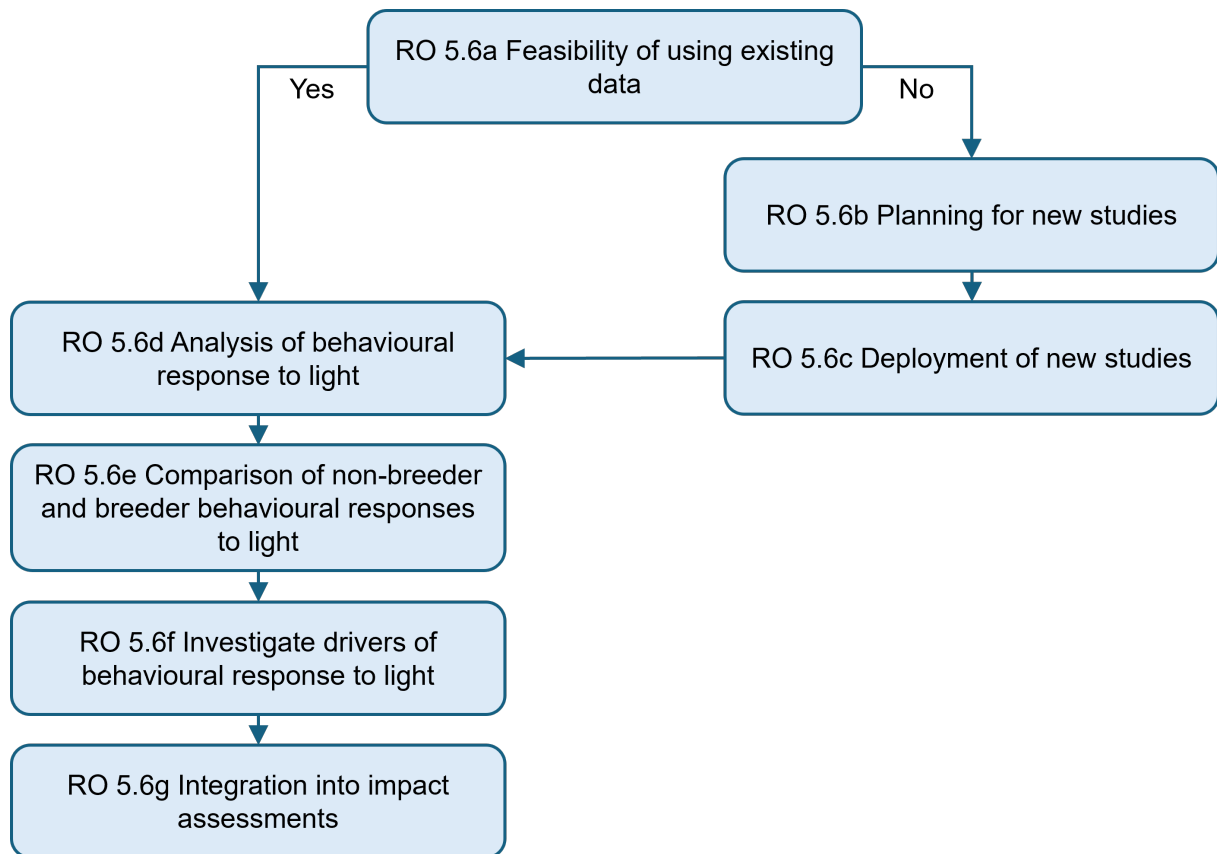 RO 5.6a Feasibility of using existing
data
Yes
No
RO 5.6b Planning for new studies
RO 5.6d Analysis of behavioural
response to light
RO 5.6c Deployment of new studies
RO 5.6e Comparison of non-breeder
and breeder behavioural responses
to light
RO 5.6f Investigate drivers of
behavioural response to light
RO 5.6g Integration into impact
assessments